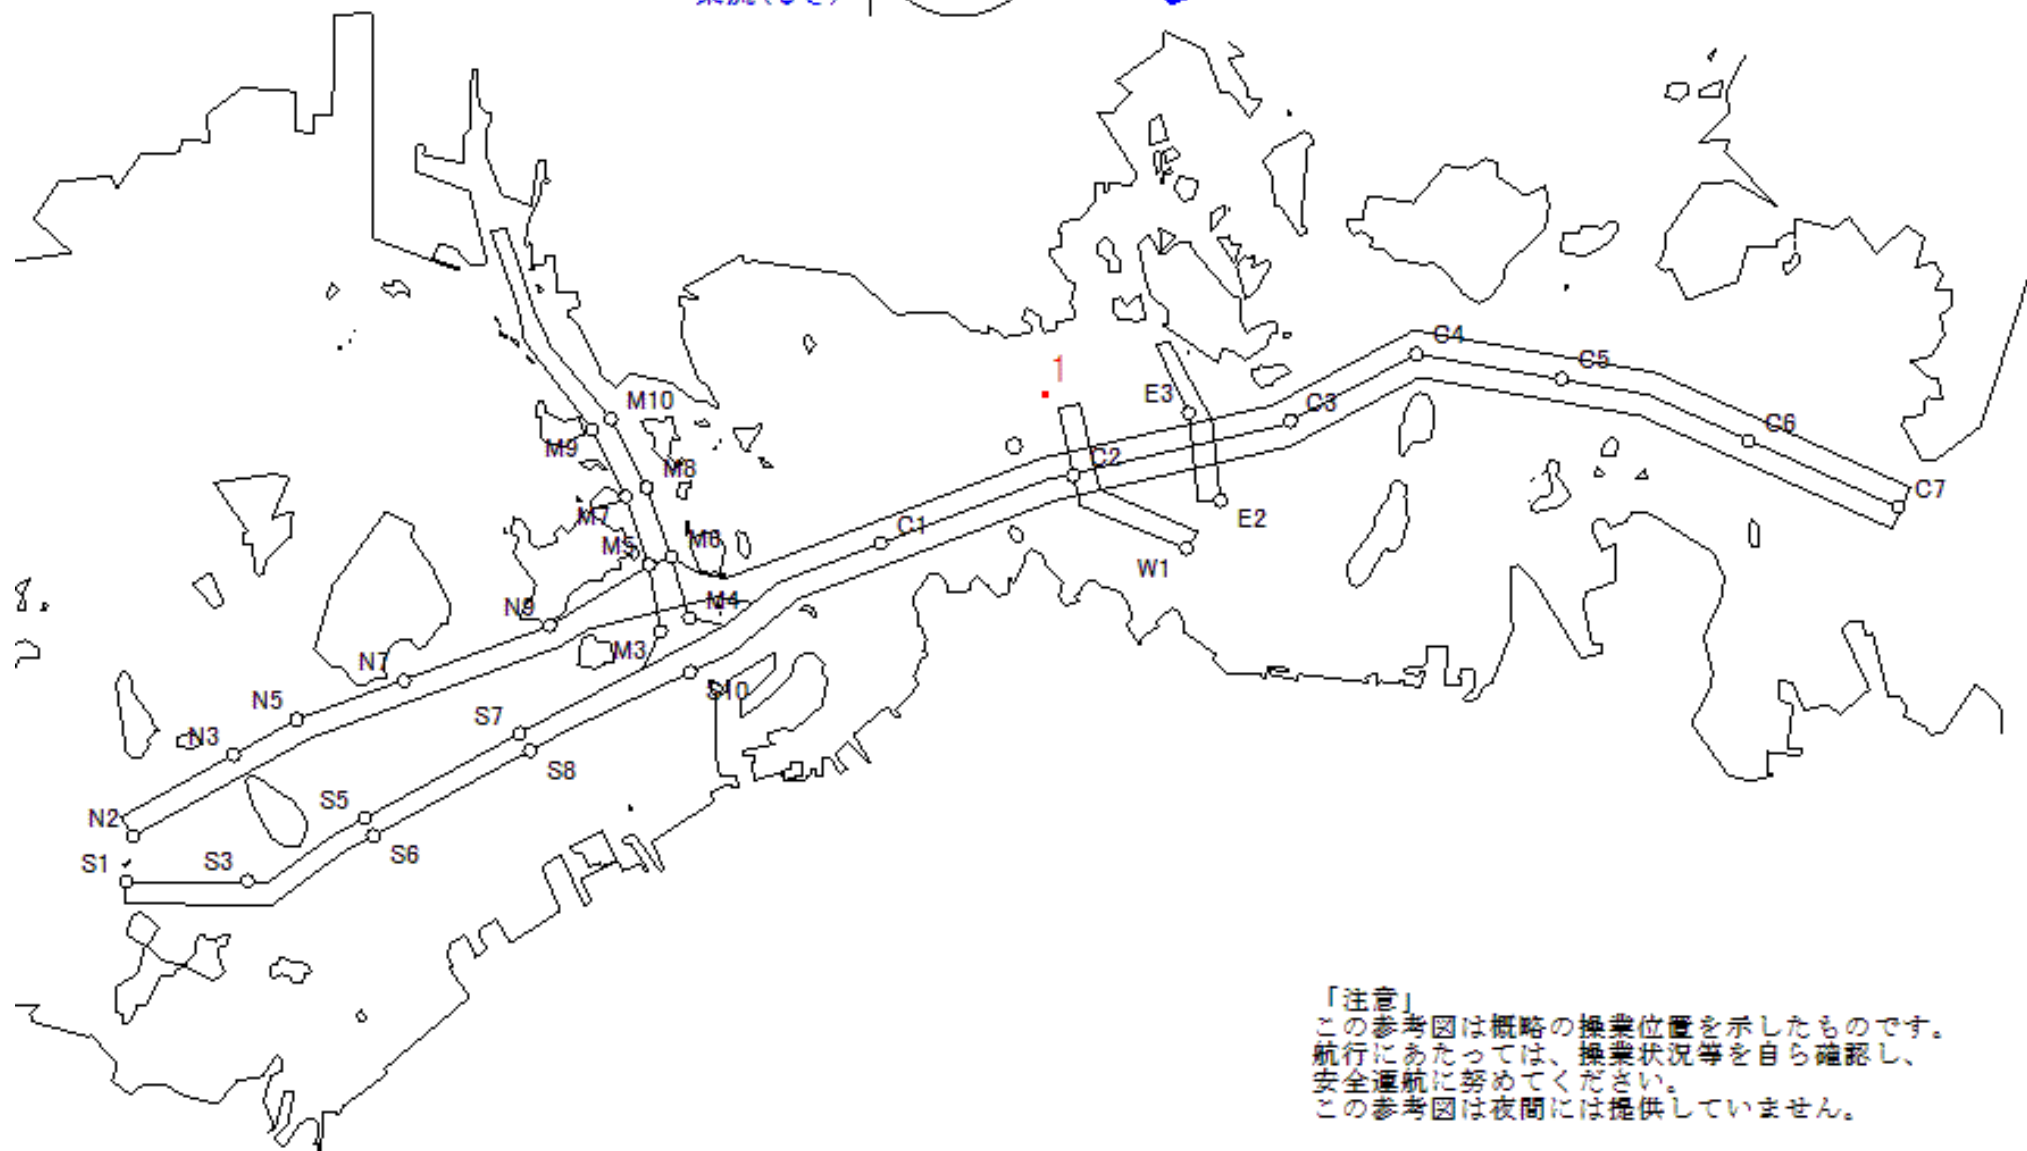 1
C4
C5
E3
M10
C3
C6
M9
C2
M8
C7
M7
E2
C1
M5
M6
W1
N9
M4
M3
N7
S10
N5
S7
N3
S8
S5
N2
S6
S1
S3
「注意」
この参考図は概略の操業位置を示したものです。
航行にあたっては、操業状況等を自ら確認し、
安全運航に努めてください。
この参考図は夜間には提供していません。